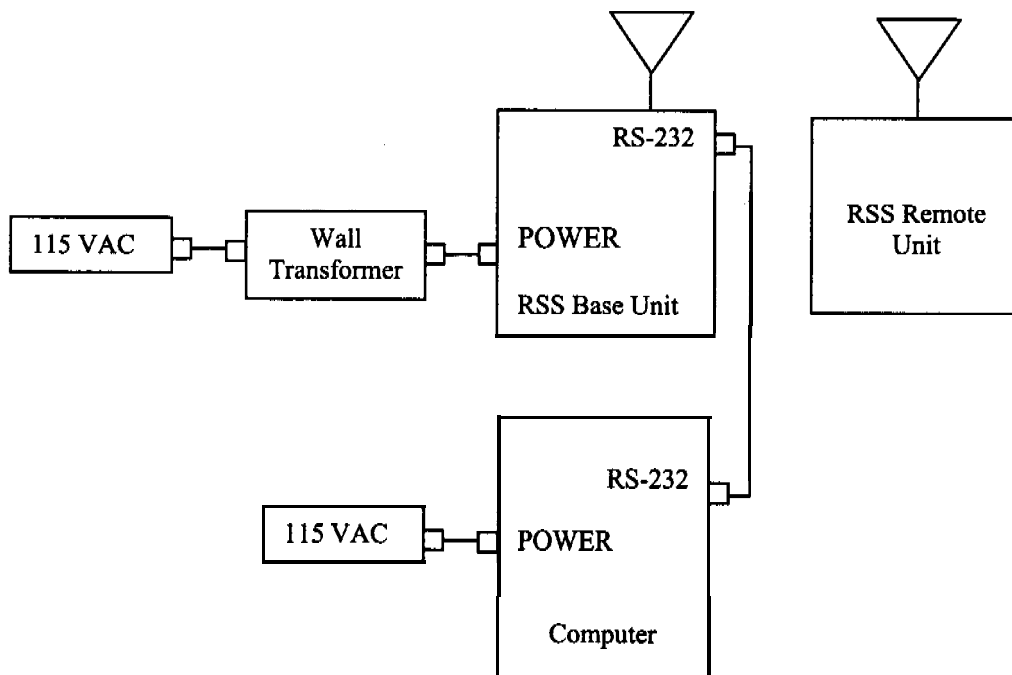 RS-232
115 VAC
Wall
Transformer
POWER
RSS Base Unit
RSS Remote
Unit
RS-232
115 VAC
POWER
Computer